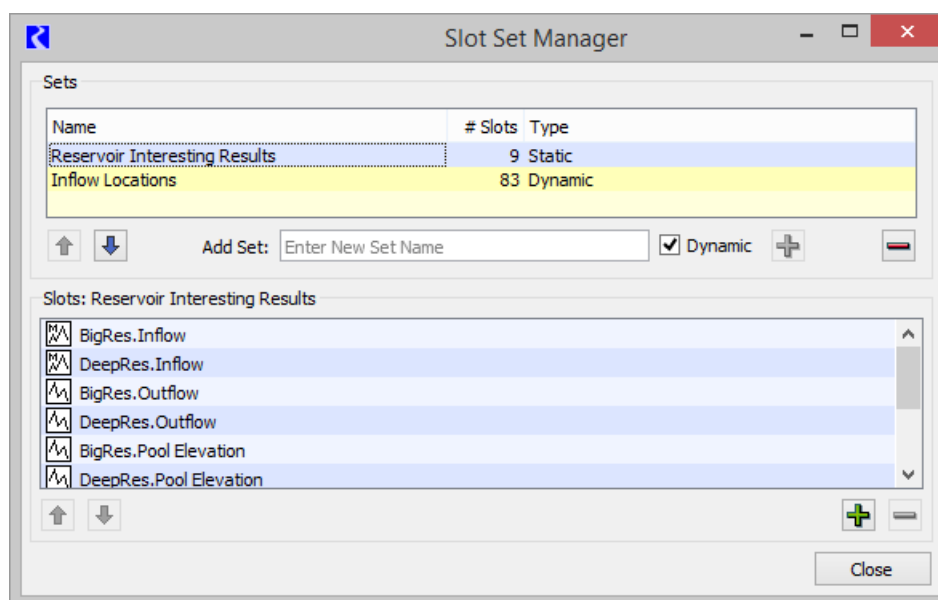 Slot Set Manager
Sets
Name # Slots Type
Reservoir Interesting Results 9 Static
Inflow Locations 83 Dynamic
Add Set: Enter New Set Name Dynamic
Slots: Reservoir Interesting Results
BigRes.Inflow
DeepRes.Inflow
BigRes.Outflow
DeepRes.Outflow
BigRes.Pool Elevation
DeepRes.Pool Elevation
Close